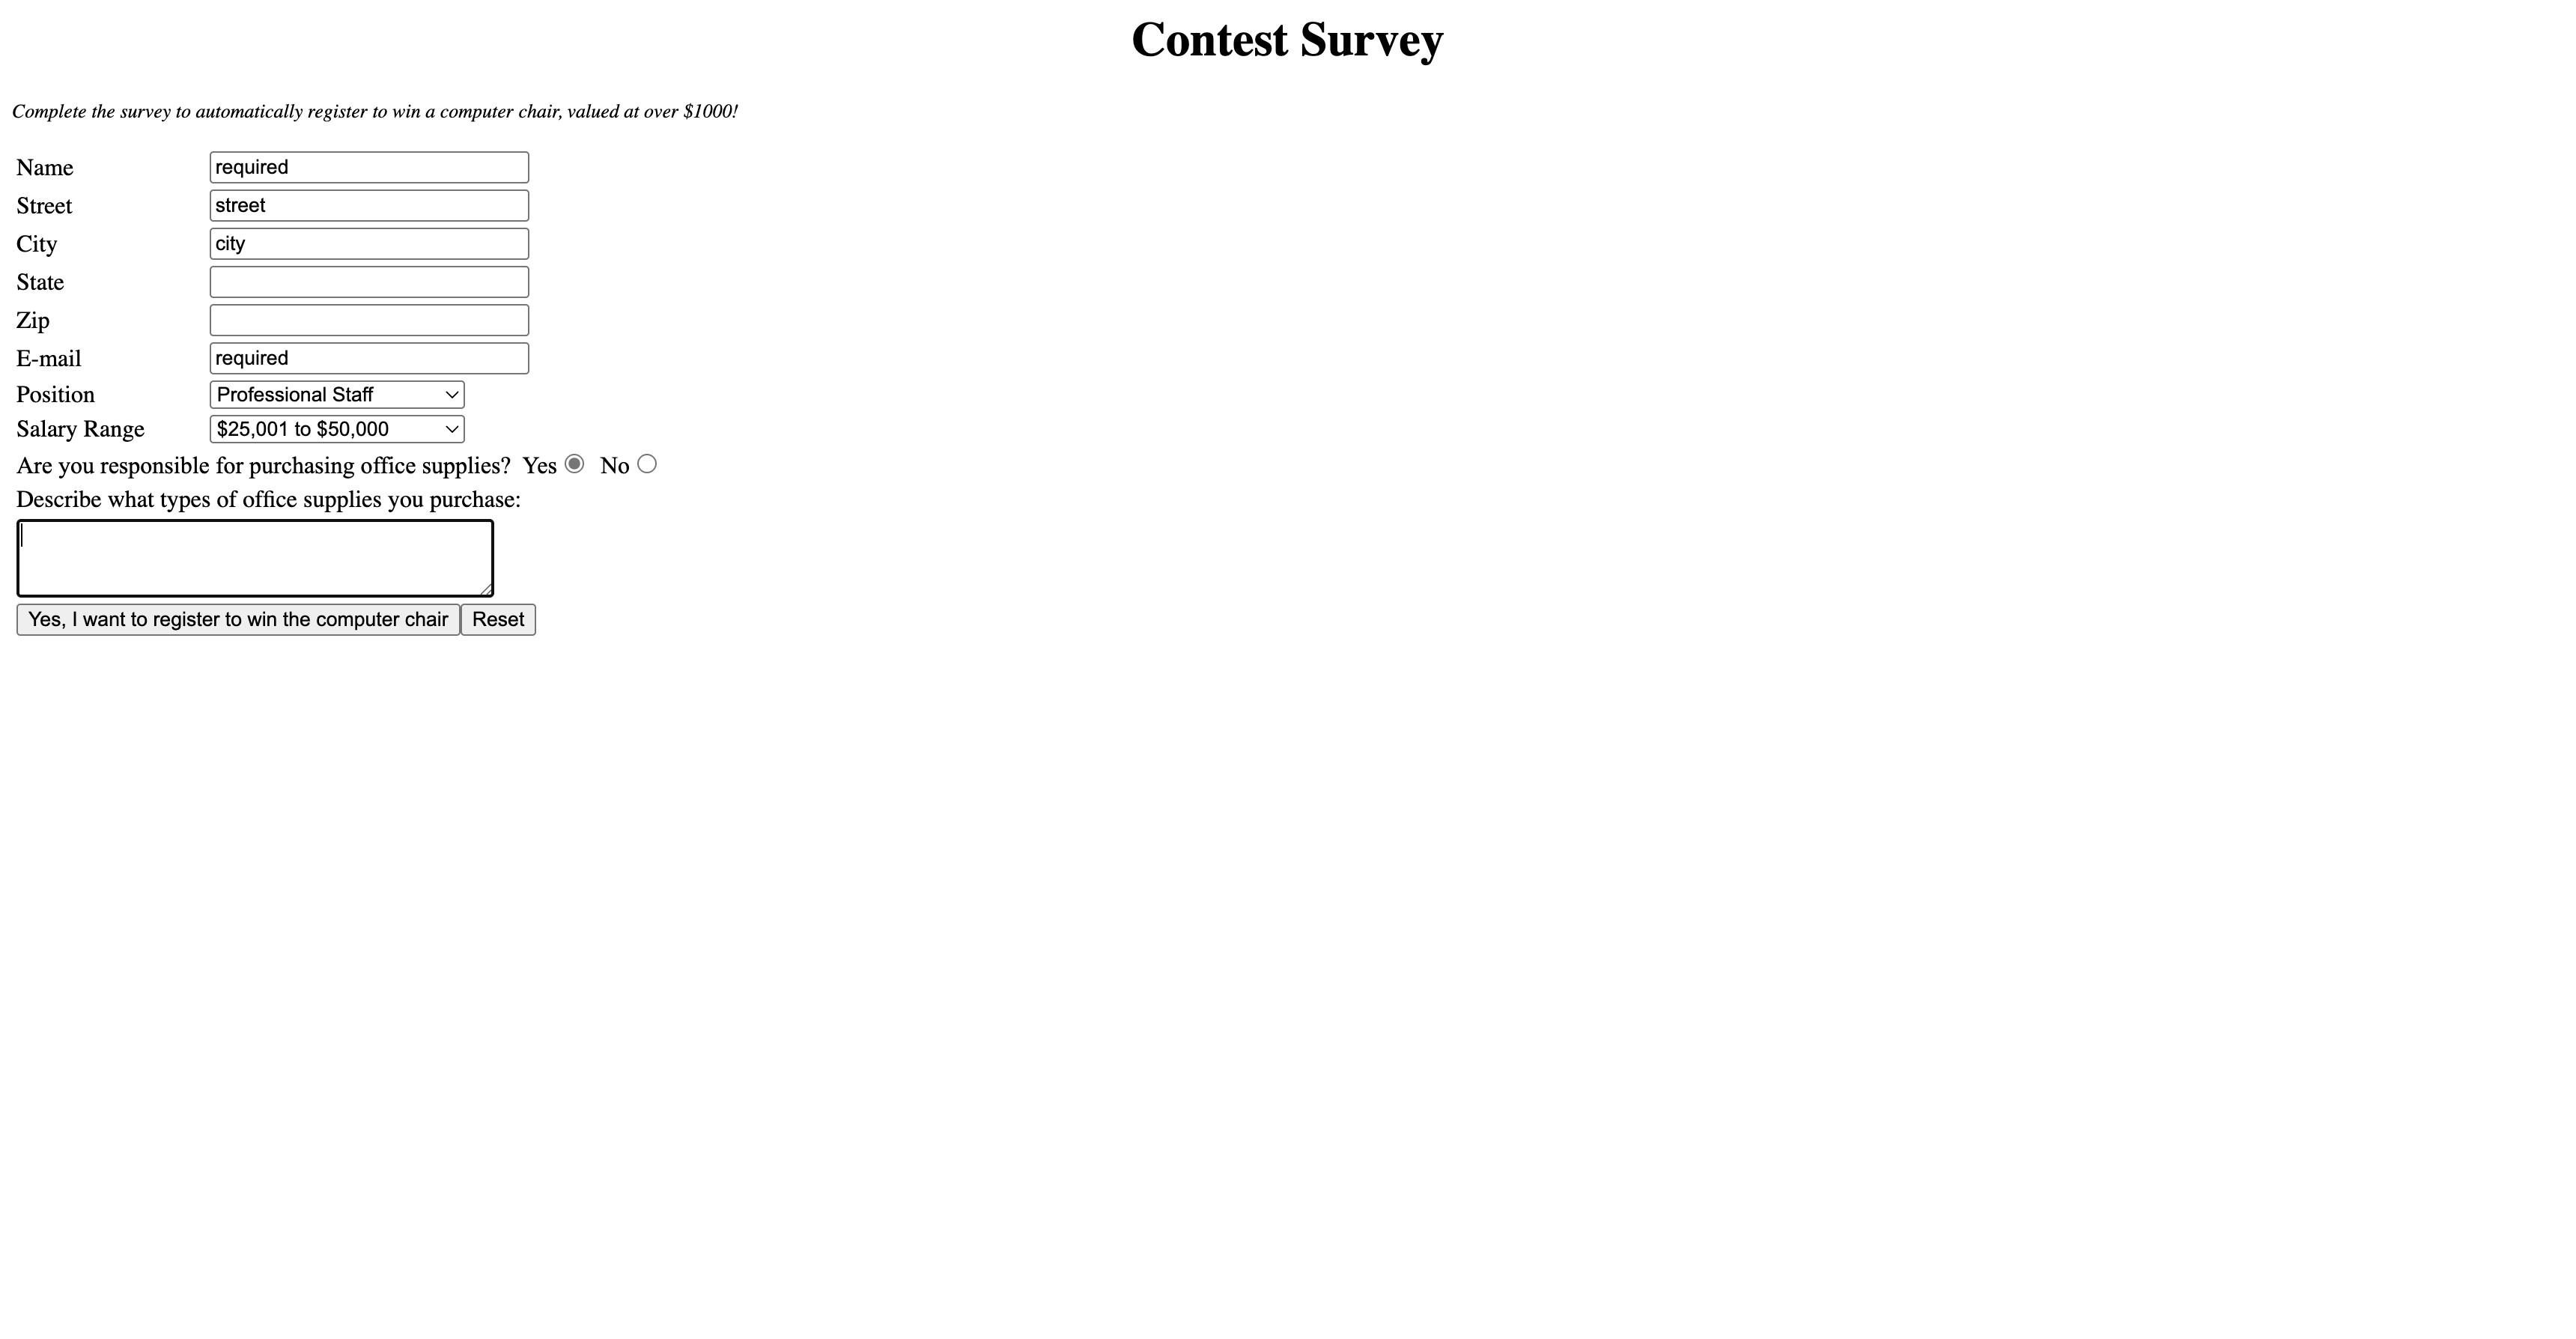 Contest Survey
Complete the survey to automatically register to win a computer chair, valued at over $1000!
Name required
Street street
City city
State
Zip
E-mail required
Position Professional Staff
Salary Range $25,001 to $50,000
Are you responsible for purchasing office supplies? Yes No
Describe what types of office supplies you purchase:
Yes, I want to register to win the computer chair Reset